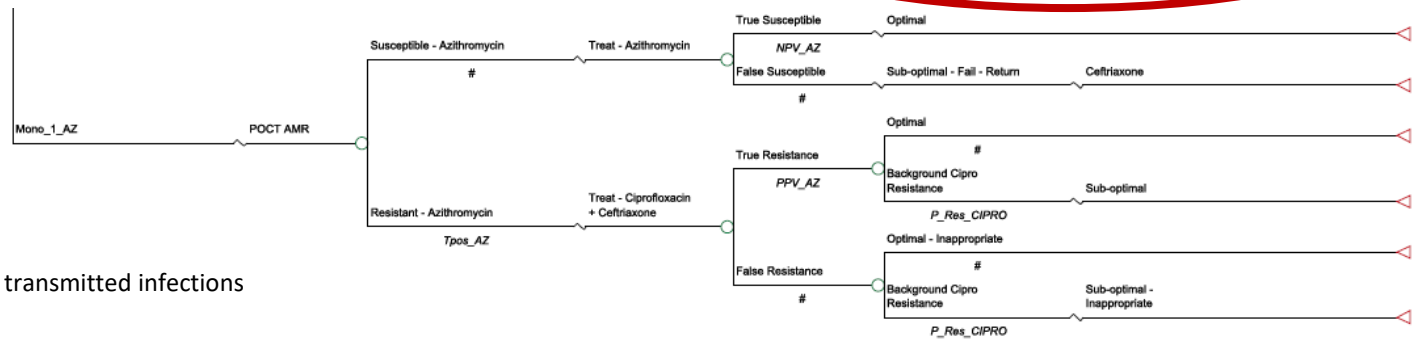 True Susceptible
Optimal
NPV_AZ
Susceptible - Azithromycin
Treat - Azithromycin
#
False Susceptible
Sub-optimal - Fail - Return
Ceftriaxone
#
Mono_1_AZ
POCT AMR
Optimal
#
True Resistance
PPV_AZ
Background Cipro
Resistance
Sub-optimal
P_Res_CIPRO
Treat - Ciprofloxacin
+ Ceftriaxone
Resistant - Azithromycin
Tpos_AZ
Optimal - Inappropriate
#
False Resistance
#
Background Cipro
Resistance
Sub-optimal -
Inappropriate
P_Res_CIPRO
transmitted infections